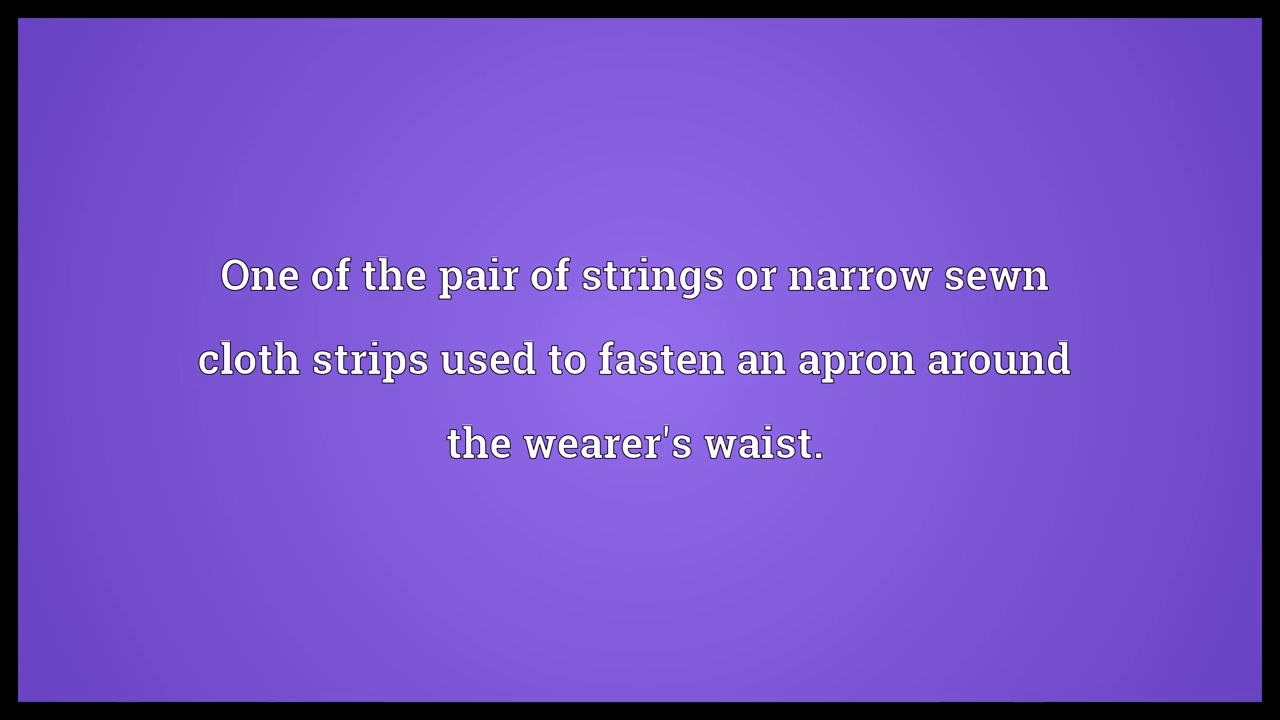 One of the pair of strings or narrow sewn
cloth strips used to fasten an apron around
the wearer's waist.